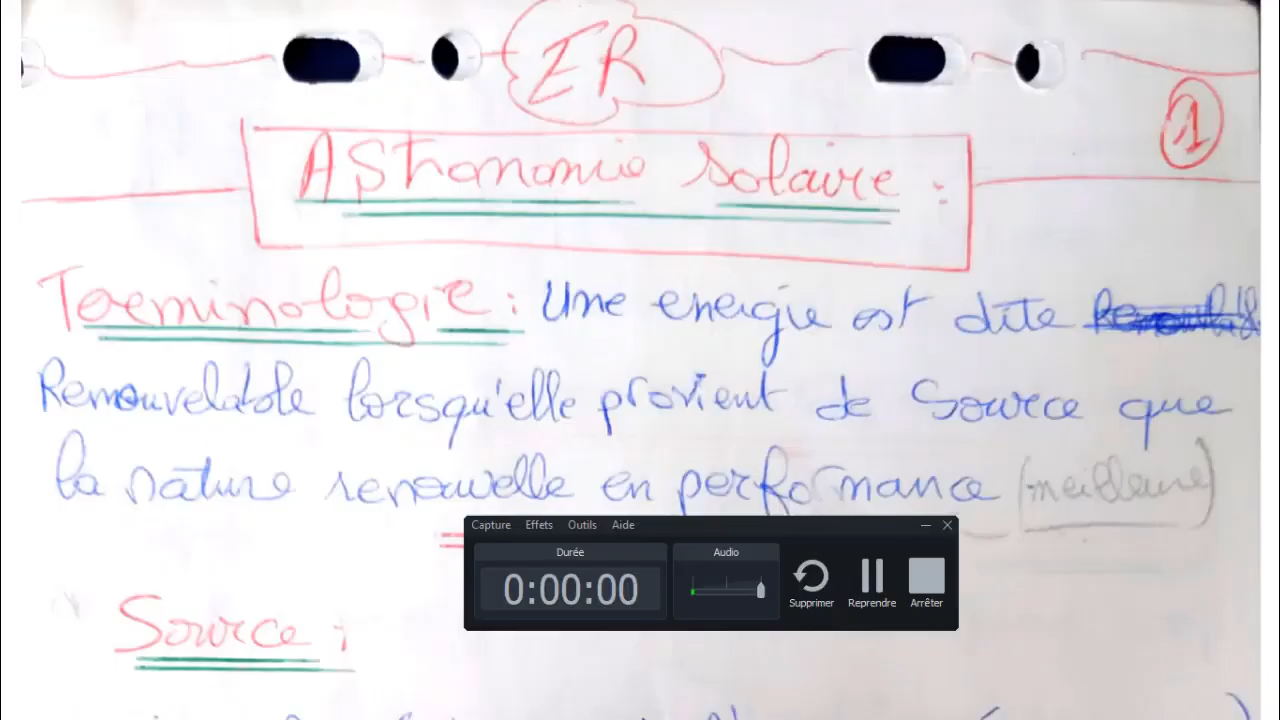 ER
1
Astronomie solaire :
Terminologie : Une energie est dite
Renouvelable lorsqu'elle provient de Source que
la nature renouvelle en performance (meilleure)
Capture Effets Outils Aide
Durée Audio
0:00:00
Supprimer Reprendre Arrêter
Source :